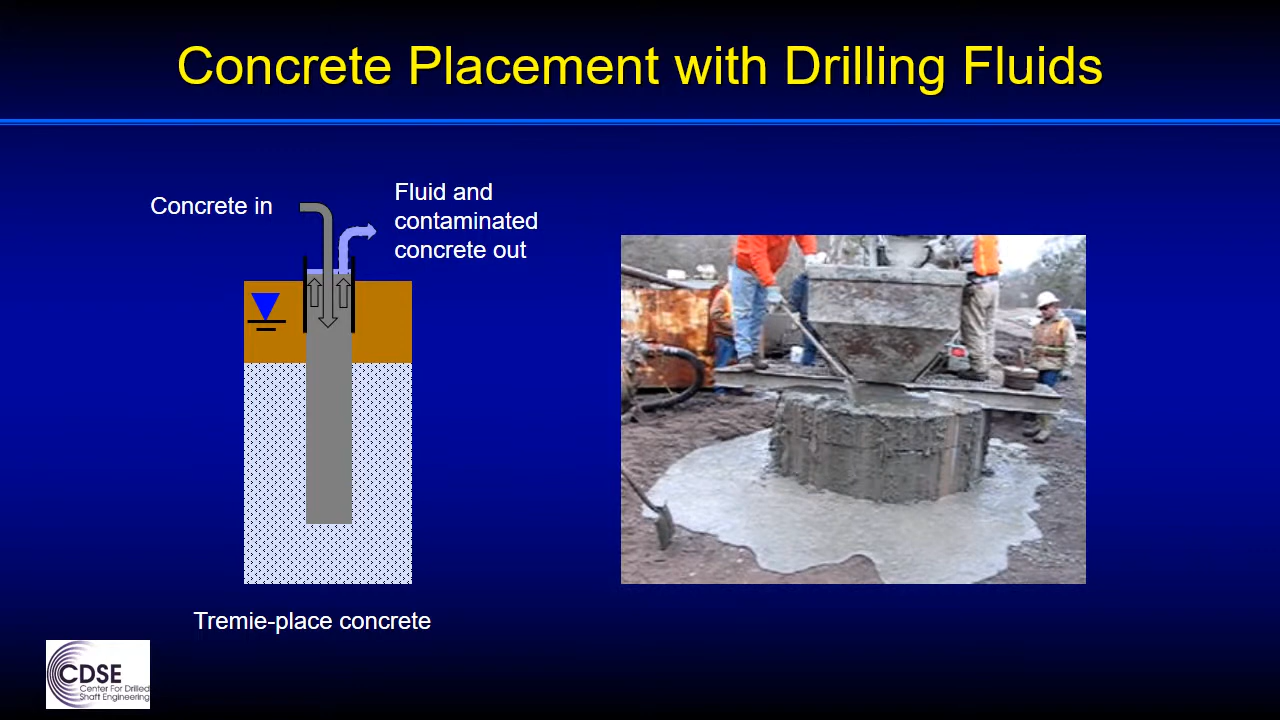 Concrete Placement with Drilling Fluids
Concrete in
Fluid and
contaminated
concrete out
Tremie-place concrete
CDSE
Center For Drilled
Shaft Engineering